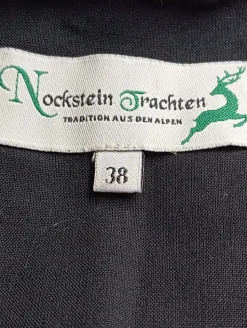 Nockstein Trachten
TRADITION AUS DEN ALPEN
38